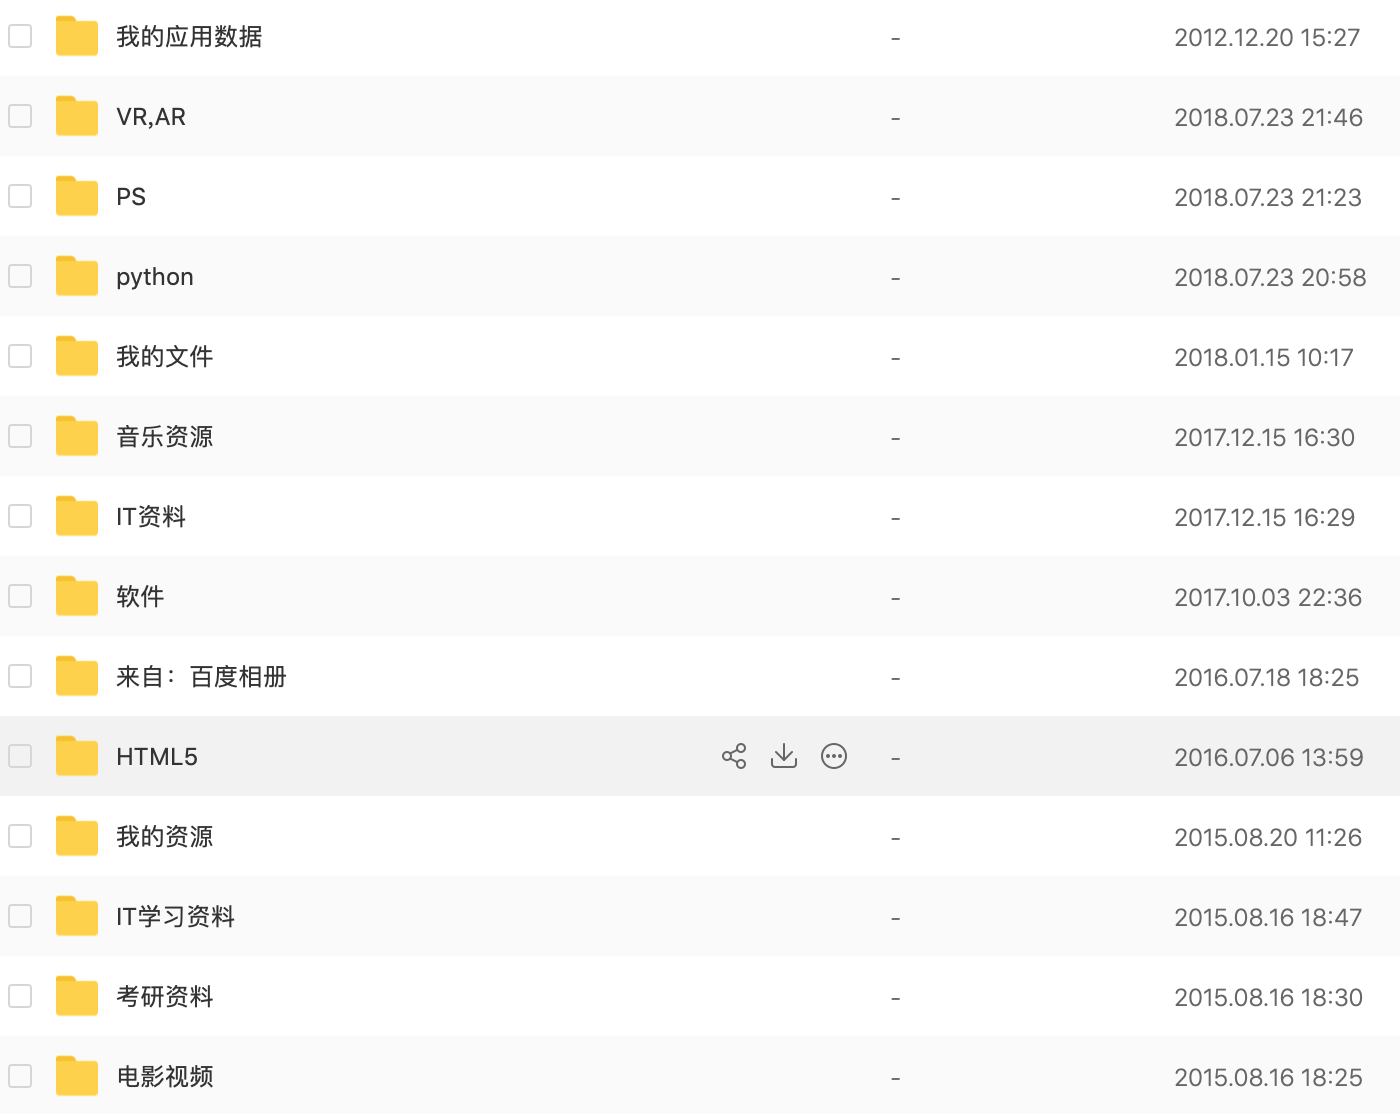 我的应用数据 - 2012.12.20 15:27
VR,AR - 2018.07.23 21:46
PS - 2018.07.23 21:23
python - 2018.07.23 20:58
我的文件 - 2018.01.15 10:17
音乐资源 - 2017.12.15 16:30
IT资料 - 2017.12.15 16:29
软件 - 2017.10.03 22:36
来自：百度相册 - 2016.07.18 18:25
HTML5 - 2016.07.06 13:59
我的资源 - 2015.08.20 11:26
IT学习资料 - 2015.08.16 18:47
考研资料 - 2015.08.16 18:30
电影视频 - 2015.08.16 18:25